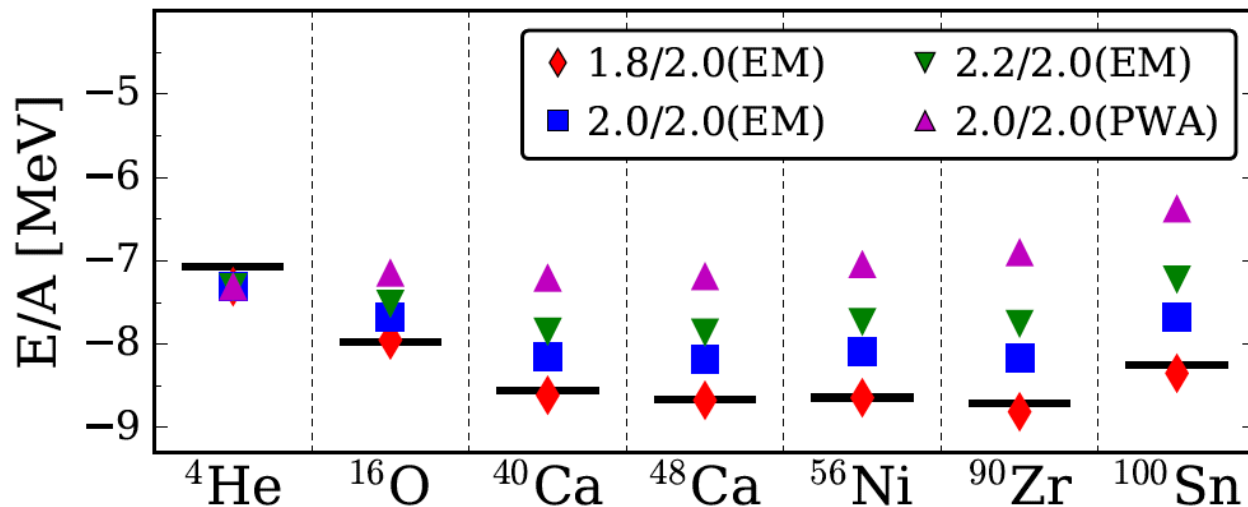 1.8/2.0(EM) 2.2/2.0(EM)
2.0/2.0(EM) 2.0/2.0(PWA)
E/A [MeV]
−5
−6
−7
−8
−9
⁴He ¹⁶O ⁴⁰Ca ⁴⁸Ca ⁵⁶Ni ⁹⁰Zr ¹⁰⁰Sn